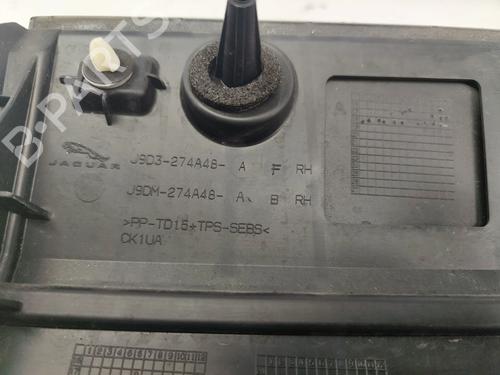 B-PARTS
J9D3-274A48- A F RH
JAGUAR
J9DM-274A48- A B RH
>PP-TD15+TPS-SEBS<
CK1UA